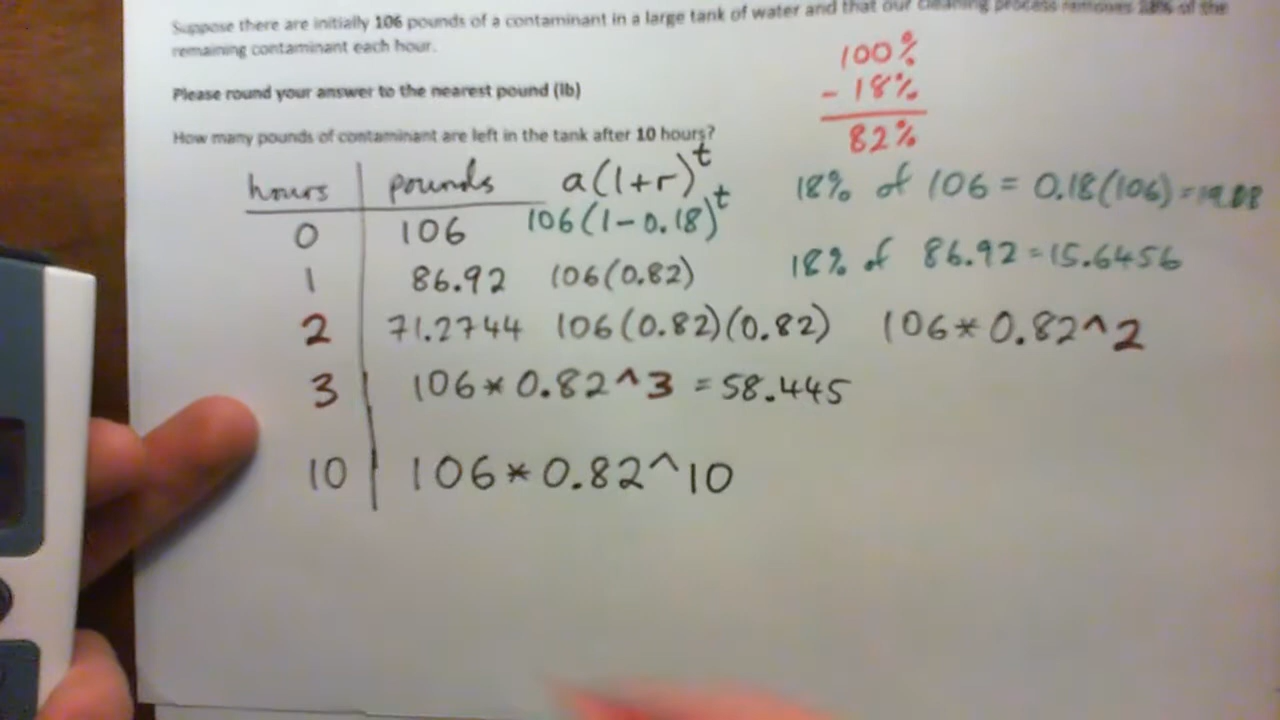 Suppose there are initially 106 pounds of a contaminant in a large tank of water and that our cleaning process removes 18% of the
remaining contaminant each hour.
Please round your answer to the nearest pound (lb)
How many pounds of contaminant are left in the tank after 10 hours?
100%
- 18%
82%
hours pounds a(1+r)^t
18% of 106 = 0.18(106) = 19.08
0 106 106(1-0.18)^t
18% of 86.92 = 15.6456
1 86.92 106(0.82)
2 71.2744 106(0.82)(0.82) 106*0.82^2
3 106*0.82^3 = 58.445
10 106*0.82^10